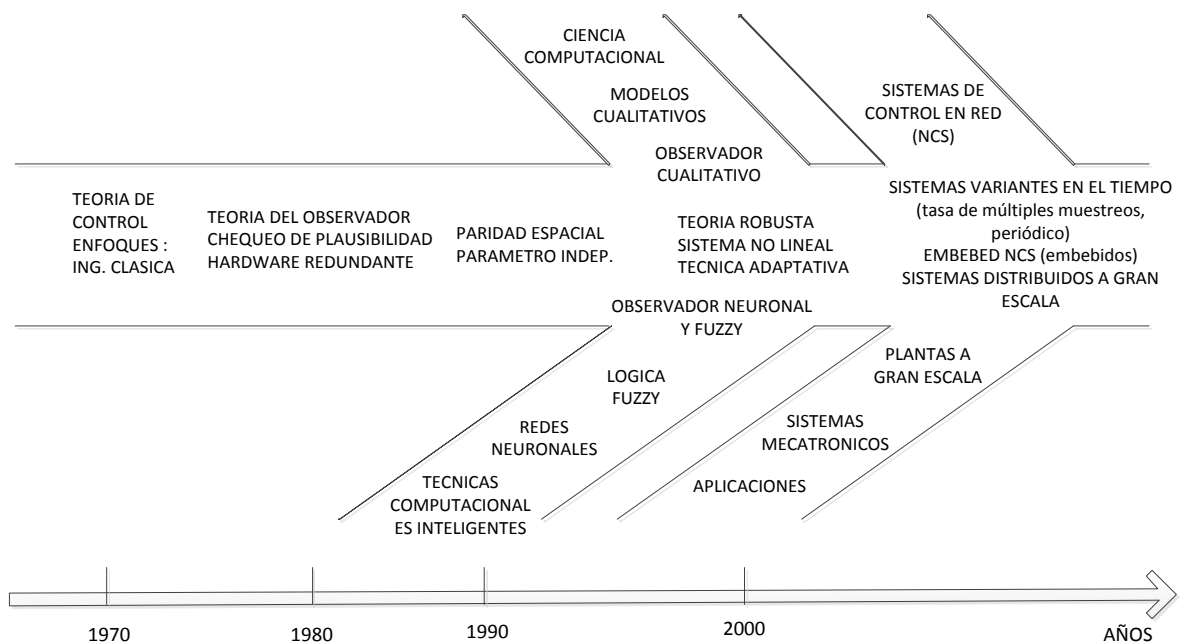 CIENCIA
COMPUTACIONAL
MODELOS
CUALITATIVOS
OBSERVADOR
CUALITATIVO
SISTEMAS DE
CONTROL EN RED
(NCS)
TEORIA DE
CONTROL
ENFOQUES :
ING. CLASICA
TEORIA DEL OBSERVADOR
CHEQUEO DE PLAUSIBILIDAD
HARDWARE REDUNDANTE
PARIDAD ESPACIAL
PARAMETRO INDEP.
TEORIA ROBUSTA
SISTEMA NO LINEAL
TECNICA ADAPTATIVA
SISTEMAS VARIANTES EN EL TIEMPO
(tasa de múltiples muestreos,
periódico)
EMBEBED NCS (embebidos)
SISTEMAS DISTRIBUIDOS A GRAN
ESCALA
OBSERVADOR NEURONAL
Y FUZZY
LOGICA
FUZZY
REDES
NEURONALES
TECNICAS
COMPUTACIONAL
ES INTELIGENTES
PLANTAS A
GRAN ESCALA
SISTEMAS
MECATRONICOS
APLICACIONES
1970
1980
1990
2000
AÑOS